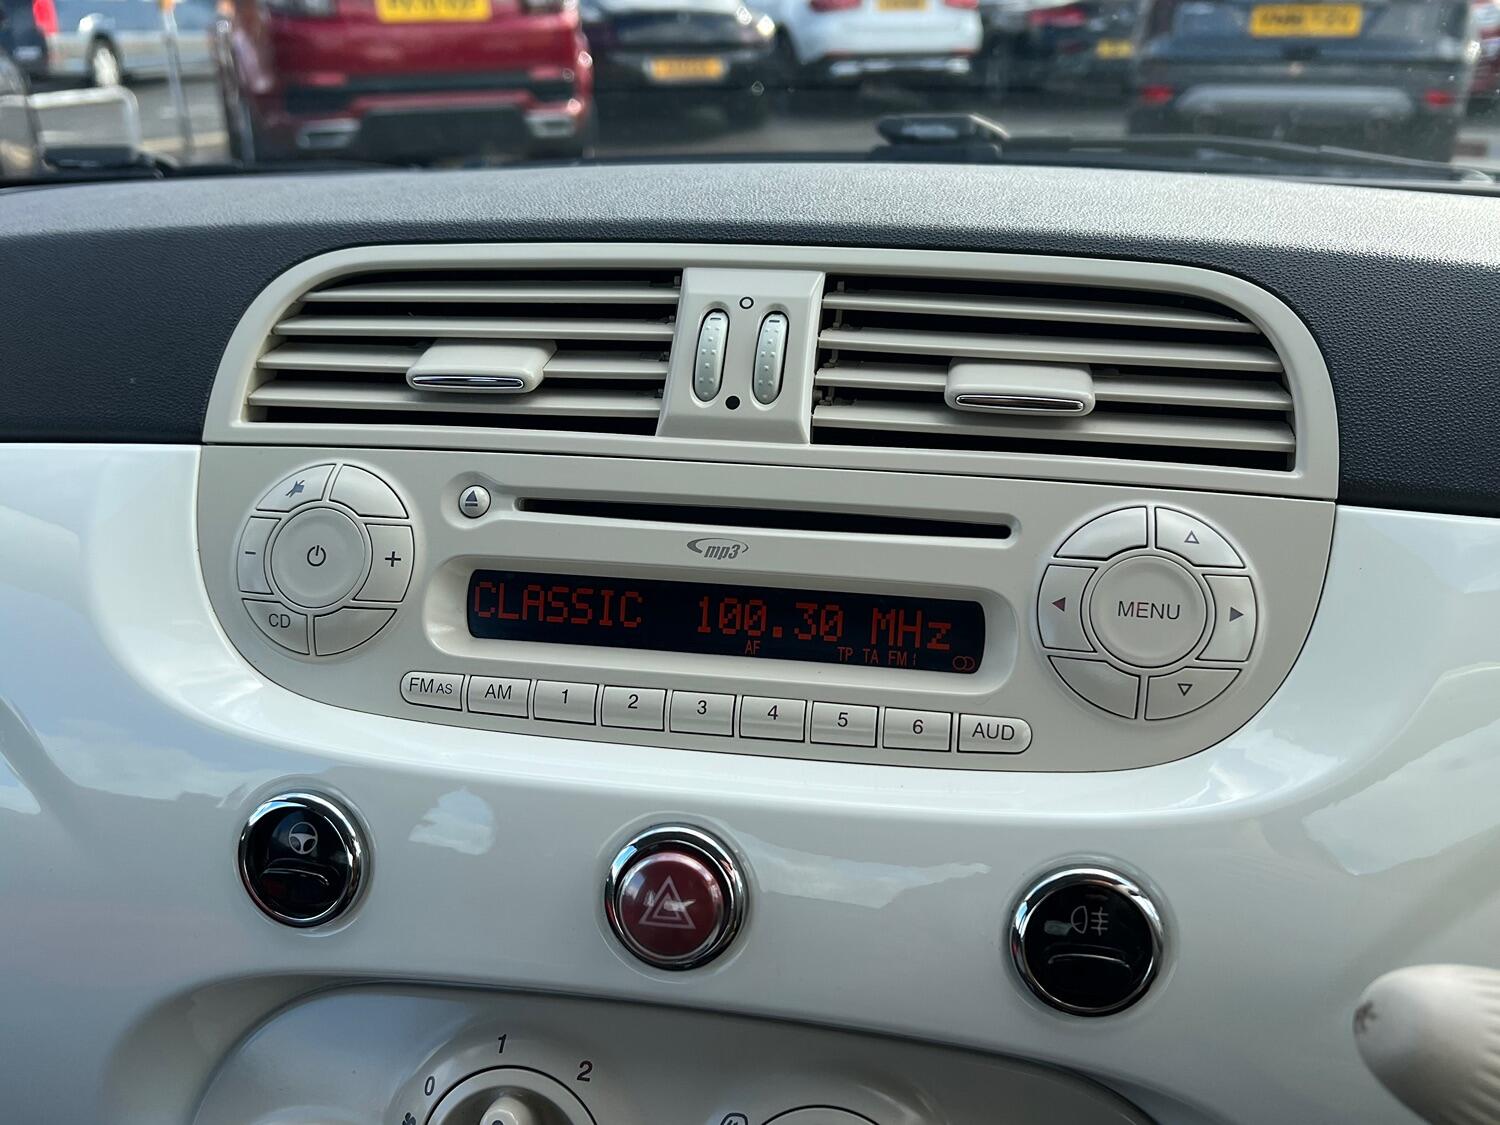 mp3
CLASSIC 100.30 MHz
AF TP TA FM1
CD
MENU
FM AS AM 1 2 3 4 5 6 AUD
0 1 2